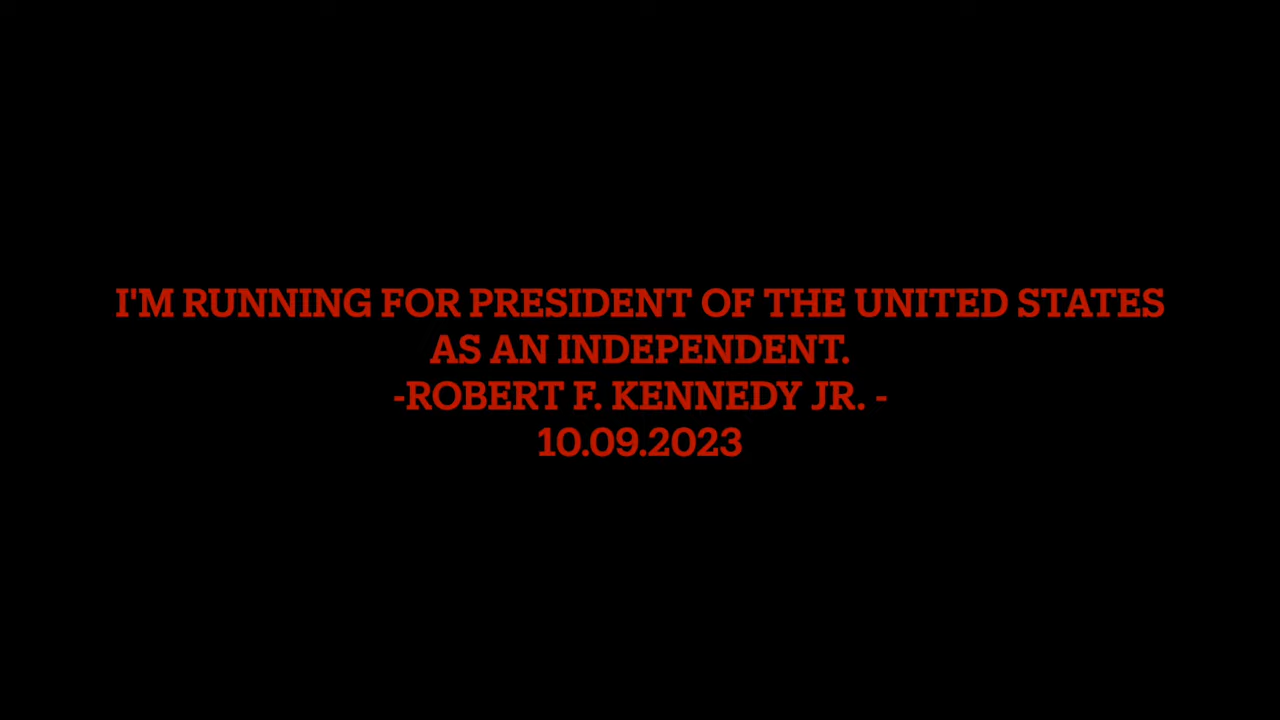 I'M RUNNING FOR PRESIDENT OF THE UNITED STATES
AS AN INDEPENDENT.
-ROBERT F. KENNEDY JR. -
10.09.2023